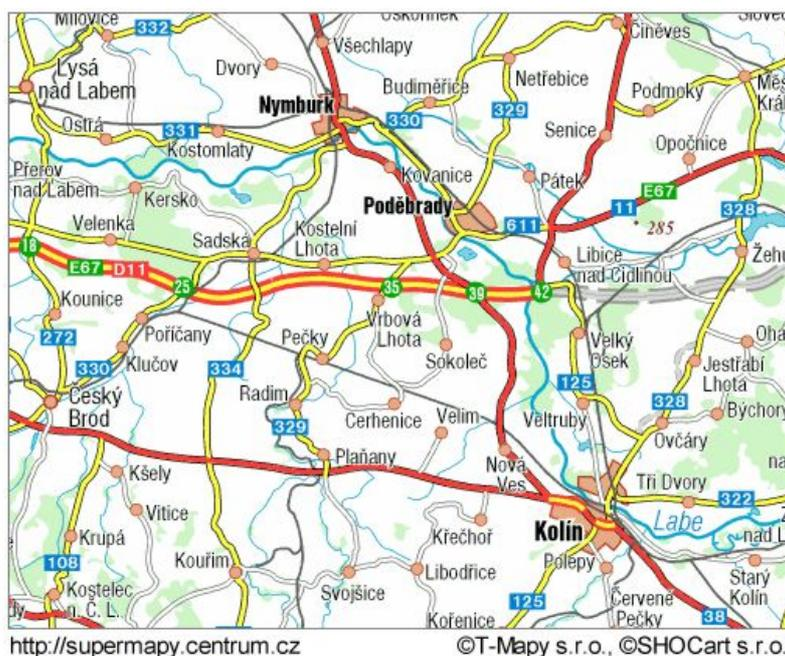 Milovice
332
Všechlapy
Činěves
Lysá
nad Labem
Dvory
Netřebice
Budiměřice
Podmoky
Nymburk
330
329
Ostrá
331
Kostomlaty
Senice
Opočnice
Přerov
nad Labem
Kersko
Kovanice
Pátek
E67
11
Poděbrady
611
285
328
Velenka
Sadská
Kostelní
Lhota
Libice
nad Cidlinou
18
E67
D11
25
35
39
42
Kounice
Vrbová
Lhota
Poříčany
Pečky
Velký
Osek
272
330
Klučov
334
Sokoleč
Jestřabí
Lhota
Radim
125
Český
Brod
Cerhenice
Velim
Veltruby
328
Býchory
329
Ovčáry
Plaňany
Kšely
Nová
Ves
Tři Dvory
322
Vitice
Kolín
Labe
Krupá
Křečhoř
Kouřim
108
Libodřice
Polepy
Kostelec
n. Č. L.
Svojšice
Starý
Kolín
125
Červené
Pečky
Kořenice
38
http://supermapy.centrum.cz
©T-Mapy s.r.o., ©SHOCart s.r.o.